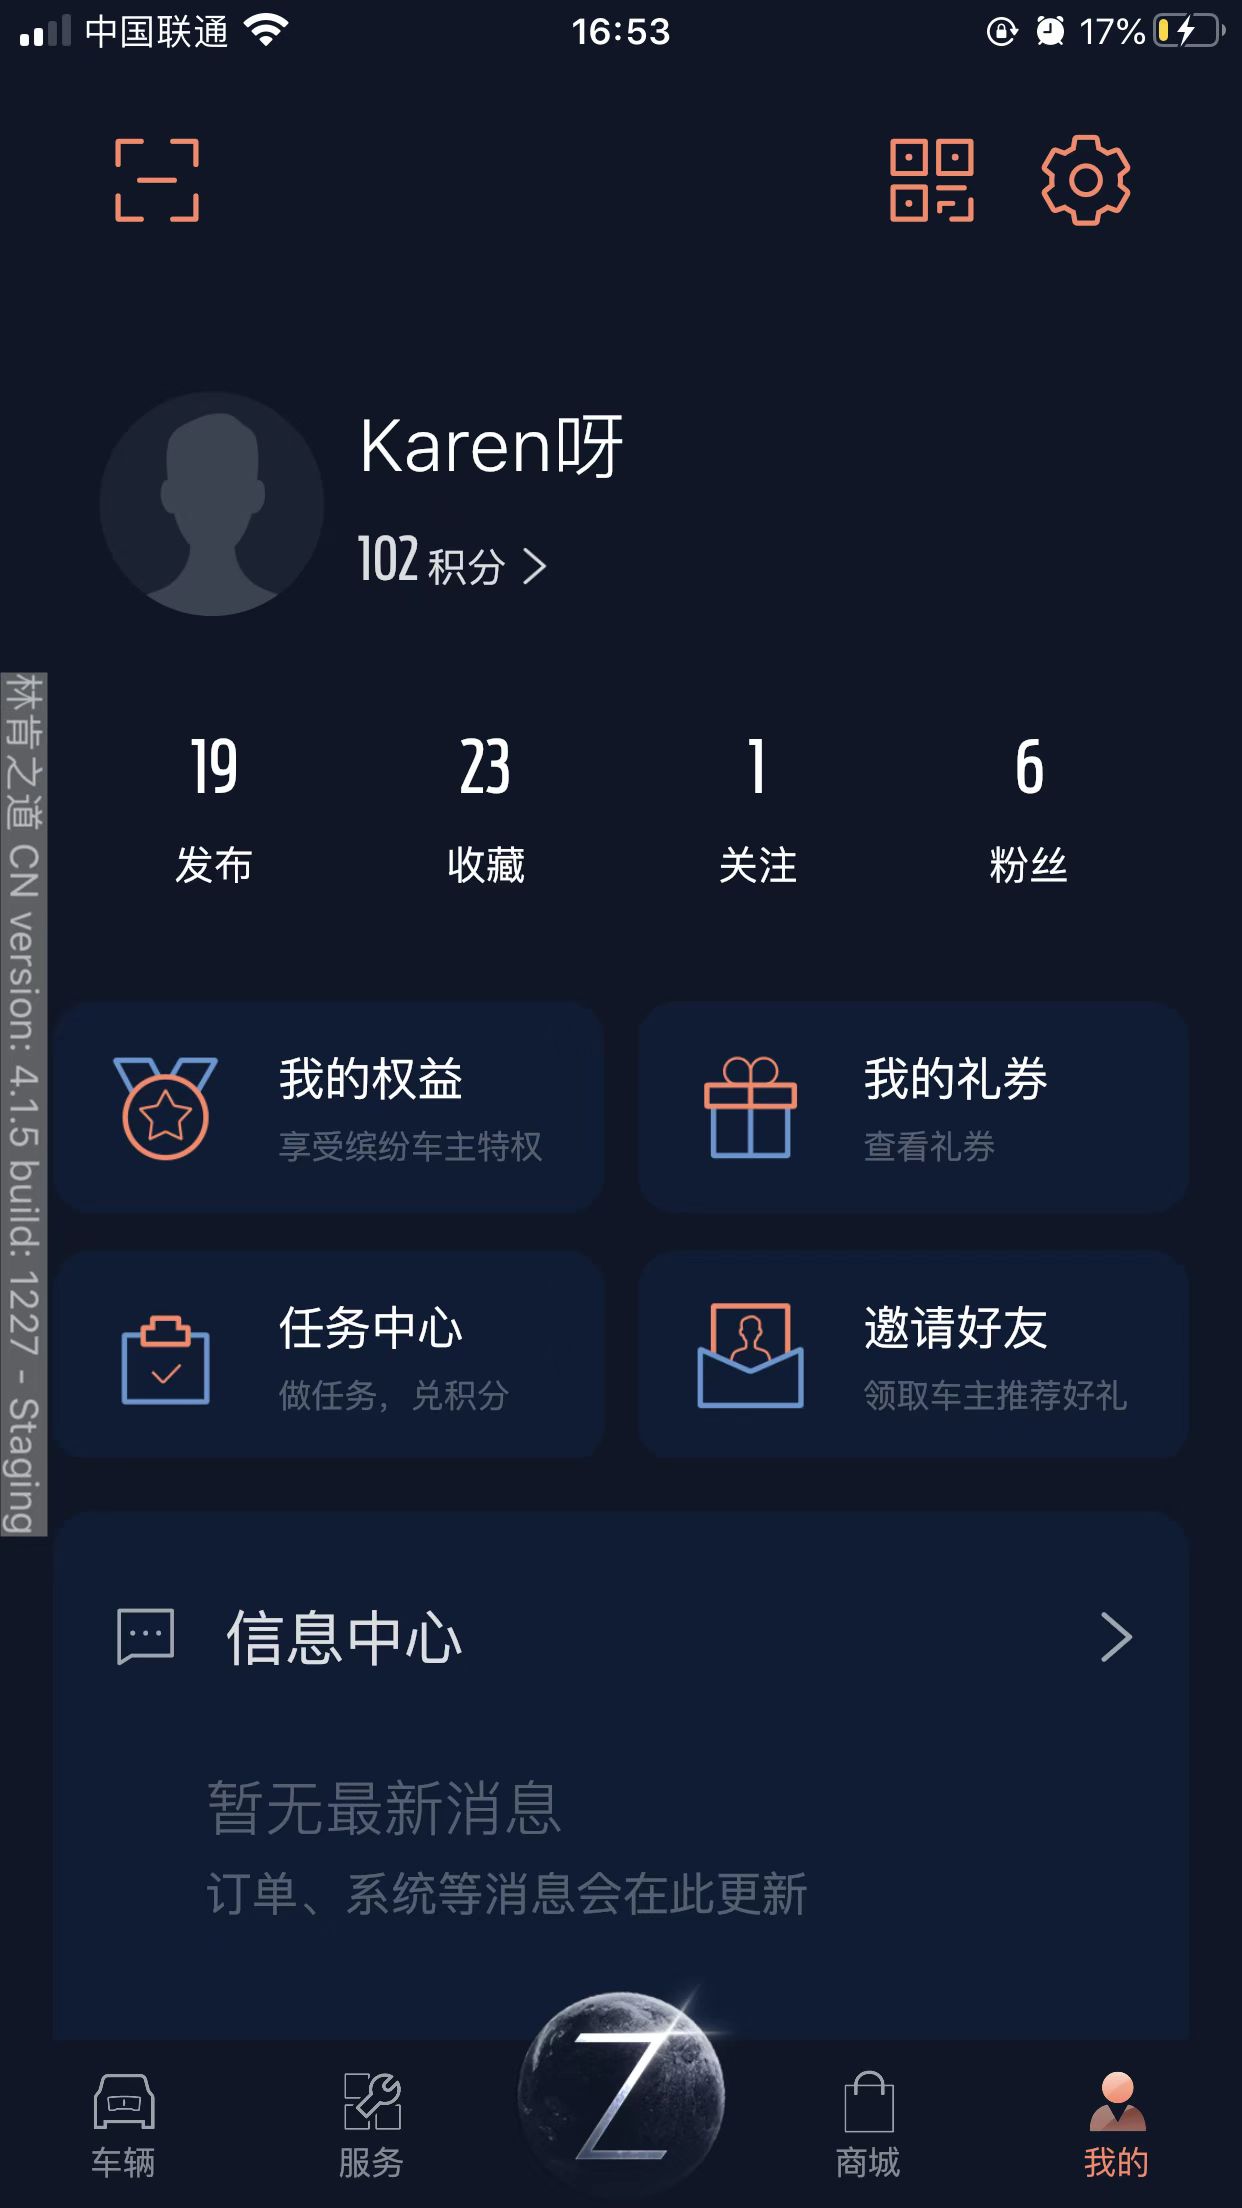 中国联通
16:53
17%
Karen呀
102 积分
19
23
1
6
发布
收藏
关注
粉丝
林肯之道 CN version: 4.1.5 build: 1227 - Staging
我的权益
享受缤纷车主特权
我的礼券
查看礼券
任务中心
做任务，兑积分
邀请好友
领取车主推荐好礼
信息中心
暂无最新消息
订单、系统等消息会在此更新
Z
车辆
服务
商城
我的